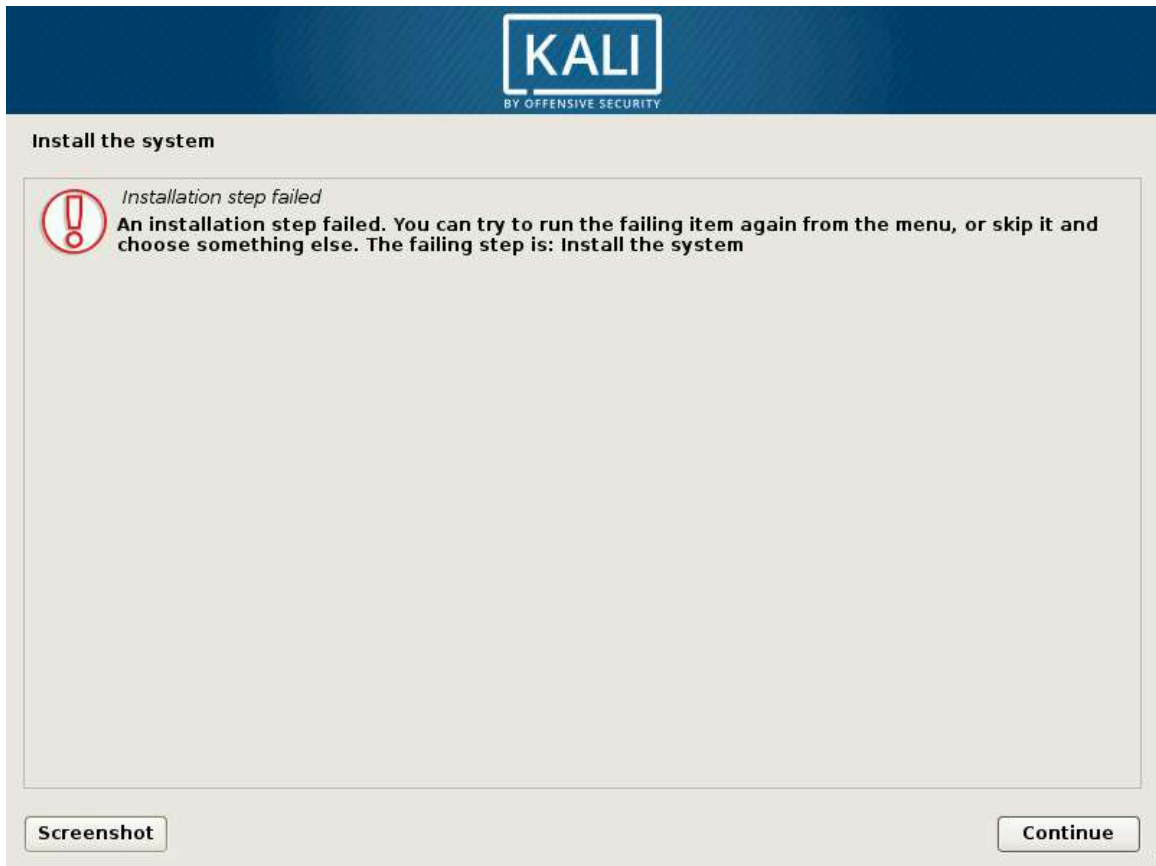 KALI
BY OFFENSIVE SECURITY
Install the system
Installation step failed
An installation step failed. You can try to run the failing item again from the menu, or skip it and
choose something else. The failing step is: Install the system
Screenshot
Continue